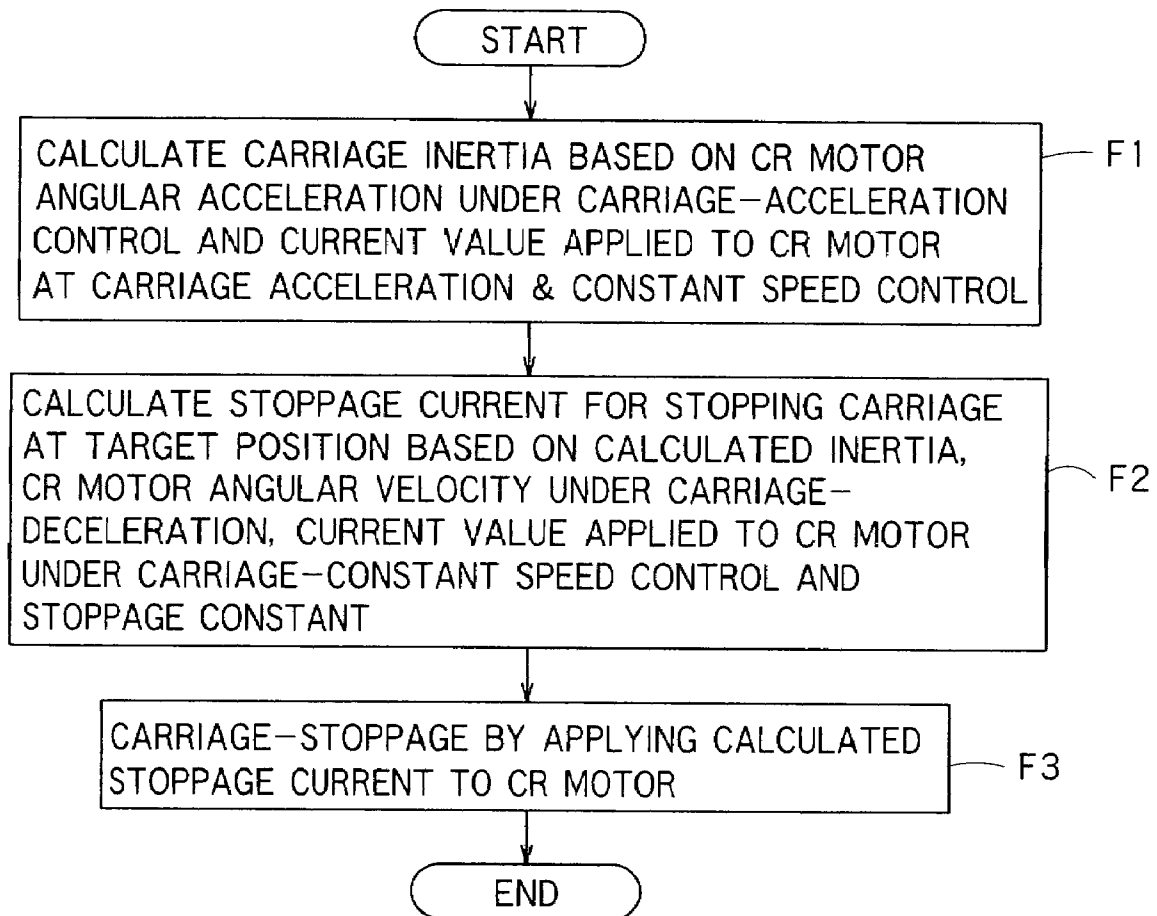 START
CALCULATE CARRIAGE INERTIA BASED ON CR MOTOR
ANGULAR ACCELERATION UNDER CARRIAGE-ACCELERATION
CONTROL AND CURRENT VALUE APPLIED TO CR MOTOR
AT CARRIAGE ACCELERATION & CONSTANT SPEED CONTROL
F1
CALCULATE STOPPAGE CURRENT FOR STOPPING CARRIAGE
AT TARGET POSITION BASED ON CALCULATED INERTIA,
CR MOTOR ANGULAR VELOCITY UNDER CARRIAGE-
DECELERATION, CURRENT VALUE APPLIED TO CR MOTOR
UNDER CARRIAGE-CONSTANT SPEED CONTROL AND
STOPPAGE CONSTANT
F2
CARRIAGE-STOPPAGE BY APPLYING CALCULATED
STOPPAGE CURRENT TO CR MOTOR
F3
END